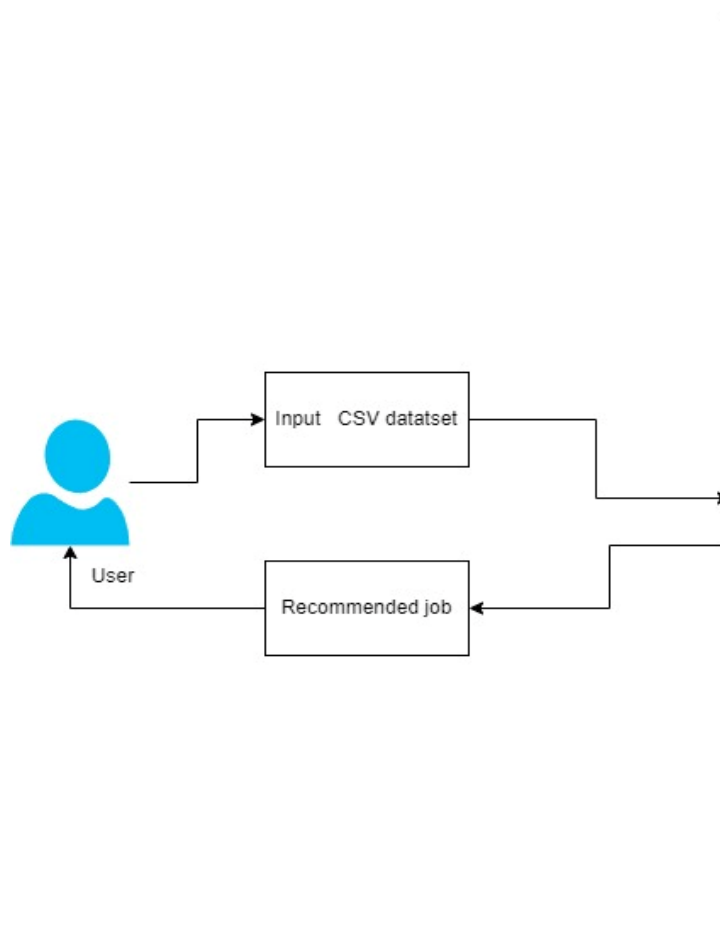 Input   CSV datatset
User
Recommended job